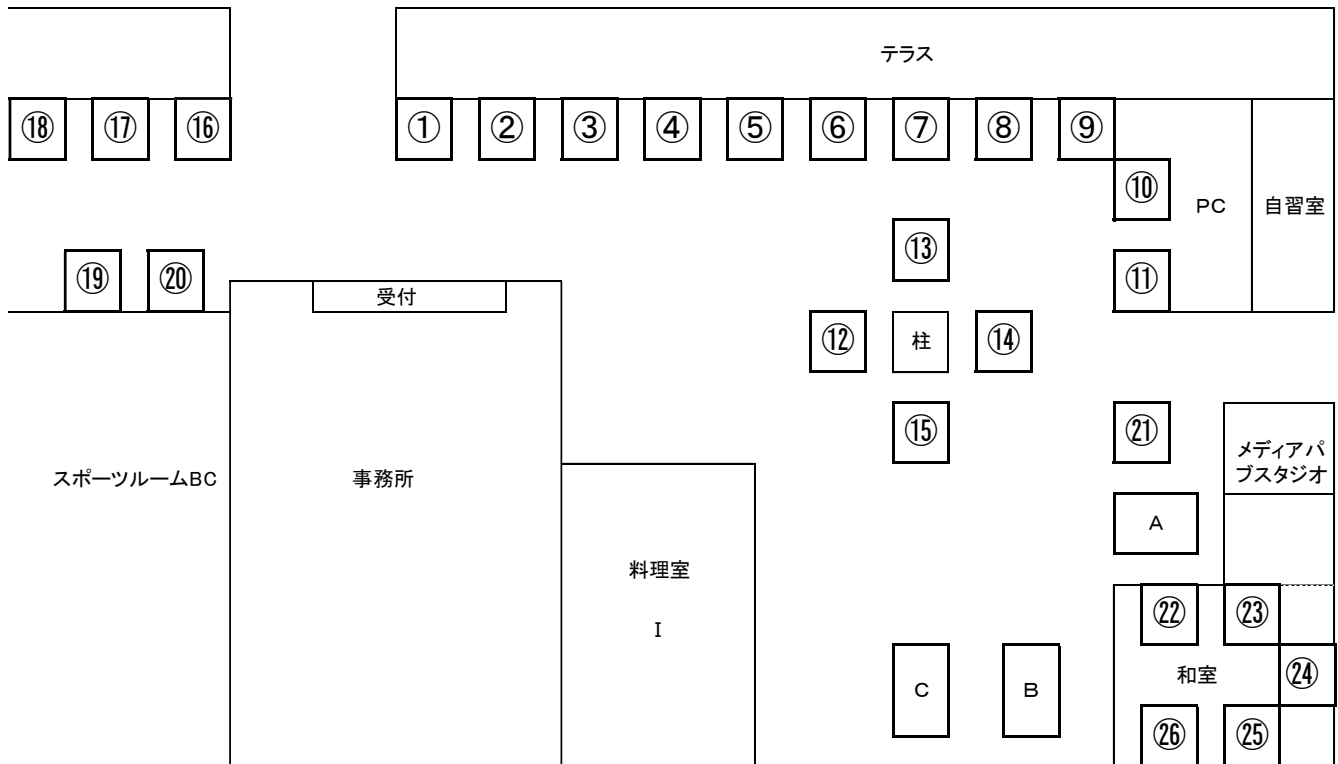 テラス
⑱ ⑰ ⑯ ① ② ③ ④ ⑤ ⑥ ⑦ ⑧ ⑨
⑩
PC
自習室
⑬
⑲ ⑳
⑪
受付
⑫
柱
⑭
⑮
㉑
メディアパ
ブスタジオ
スポーツルームBC
事務所
A
料理室
I
㉒ ㉓
C
B
和室
㉔
㉖ ㉕